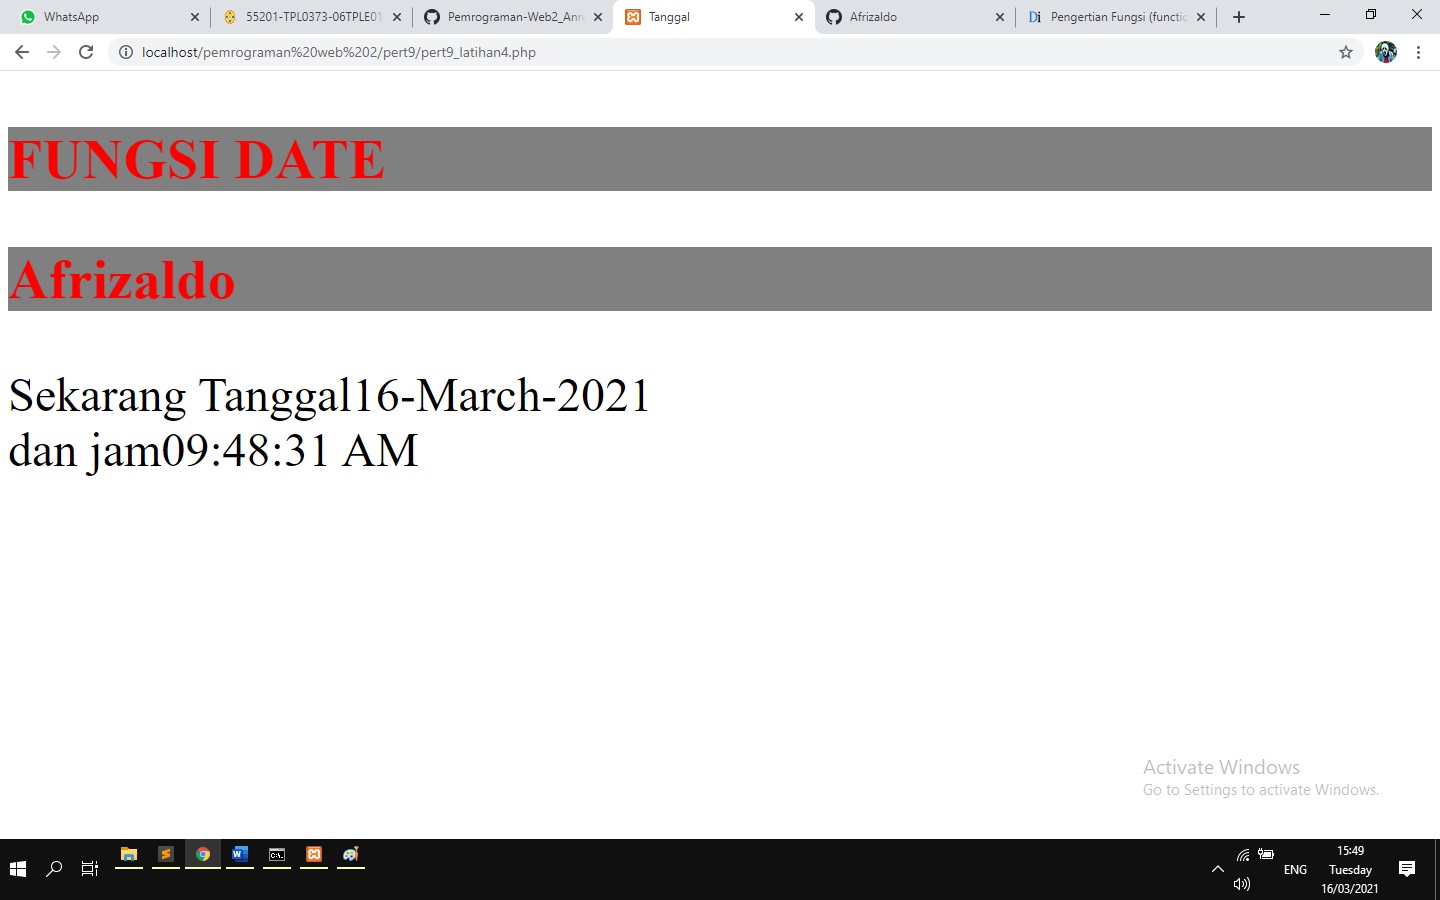 WhatsApp
55201-TPL0373-06TPLE01
Pemrograman-Web2_Anr
Tanggal
Afrizaldo
Di Pengertian Fungsi (functio
localhost/pemrograman%20web%202/pert9/pert9_latihan4.php
FUNGSI DATE
Afrizaldo
Sekarang Tanggal16-March-2021
dan jam09:48:31 AM
Activate Windows
Go to Settings to activate Windows.
ENG
15:49
Tuesday
16/03/2021